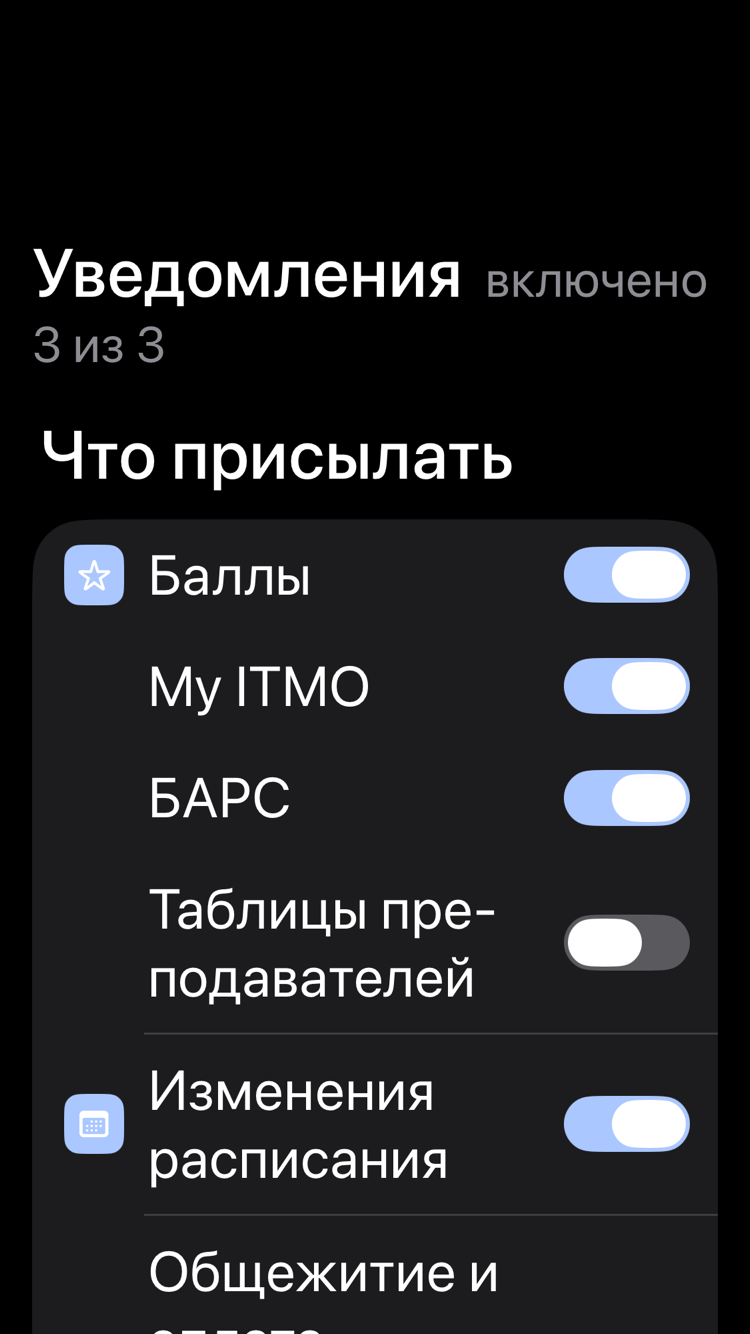 Уведомления включено
3 из 3
Что присылать
Баллы
My ITMO
БАРС
Таблицы пре-
подавателей
Изменения
расписания
Общежитие и